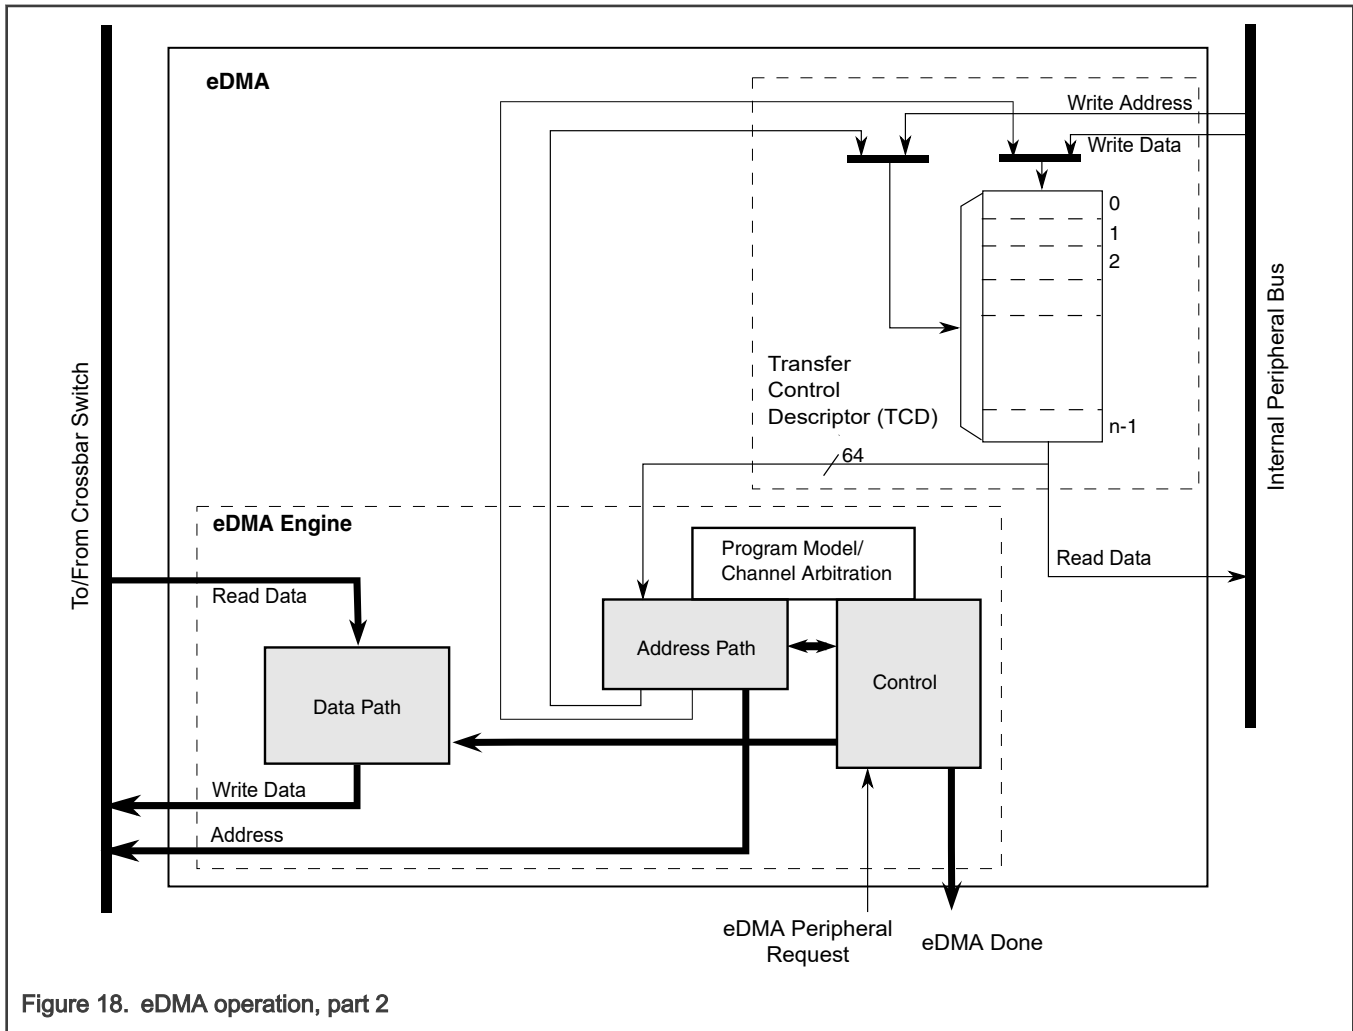 eDMA
Write Address
Write Data
0
1
2
n-1
Transfer
Control
Descriptor (TCD)
64
To/From Crossbar Switch
Internal Peripheral Bus
eDMA Engine
Program Model/
Channel Arbitration
Read Data
Read Data
Address Path
Control
Data Path
Write Data
Address
eDMA Peripheral
Request
eDMA Done
Figure 18. eDMA operation, part 2